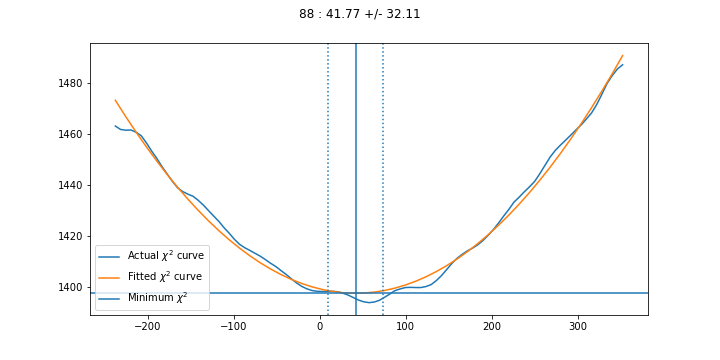 88 : 41.77 +/- 32.11
1480
1460
1440
1420
1400
Actual χ² curve
Fitted χ² curve
Minimum χ²
−200
−100
0
100
200
300